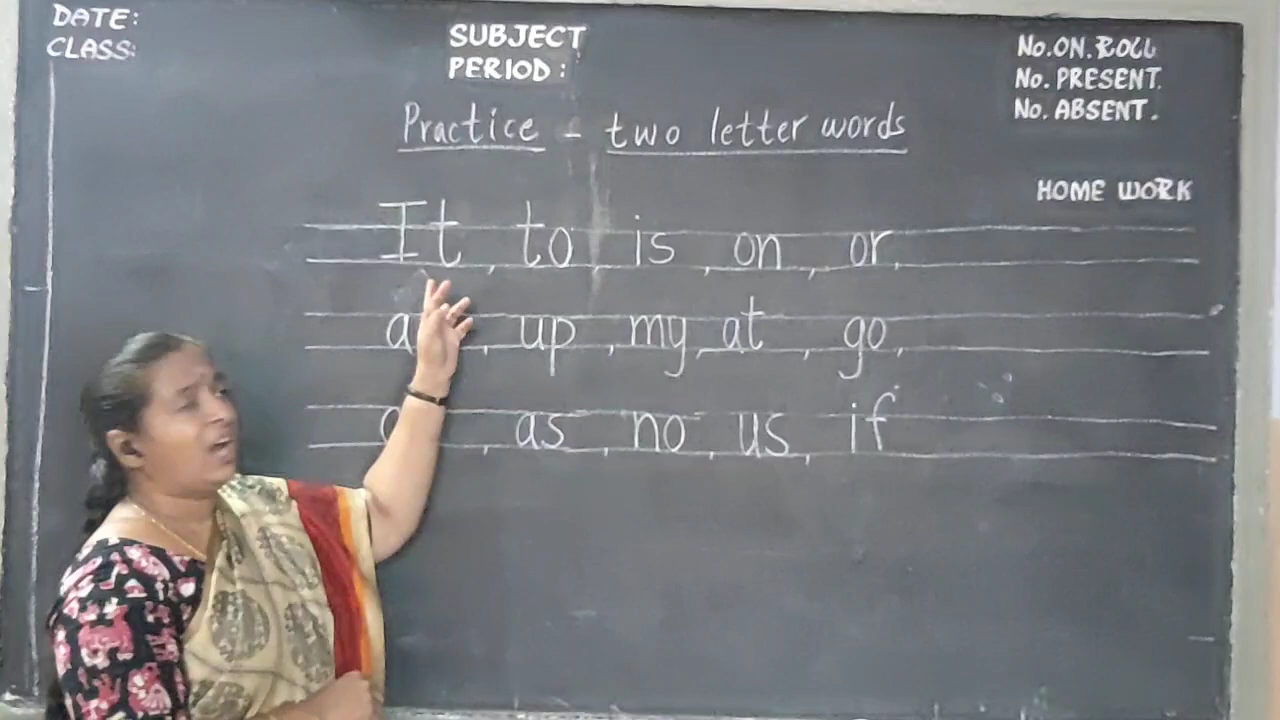 DATE:
CLASS:
SUBJECT
PERIOD:
No.ON.ROLL
No. PRESENT.
No. ABSENT.
Practice - two letter words
HOME WORK
It, to is, on, or,
up, my, at, go,
, as, no, us, if